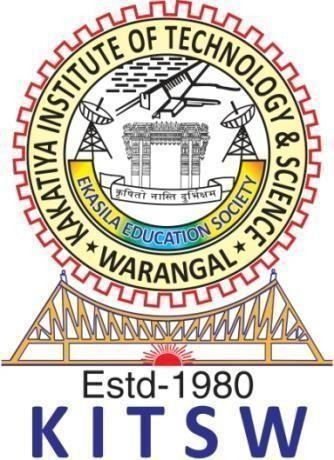 KAKATIYA INSTITUTE OF TECHNOLOGY & SCIENCE
★ WARANGAL ★
कृषितो नास्ति दुर्भिक्षम्
EKASILA EDUCATION SOCIETY
Estd-1980
KITSW